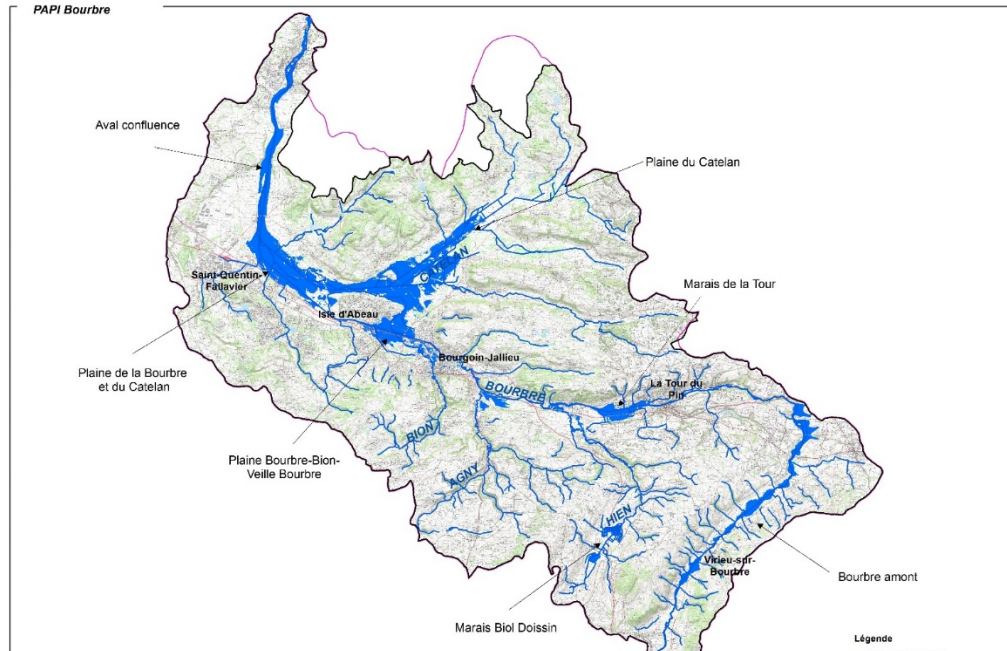 PAPI Bourbre
Aval confluence
Plaine du Catelan
CATELAN
Saint-Quentin-
Fallavier
Isle d'Abeau
Marais de la Tour
Plaine de la Bourbre
et du Catelan
Bourgoin-Jallieu
BOURBRE
La Tour du
Pin
BION
Plaine Bourbre-Bion-
Veille Bourbre
AGNY
HIEN
Virieu-sur-
Bourbre
Bourbre amont
Marais Biol Doissin
Légende